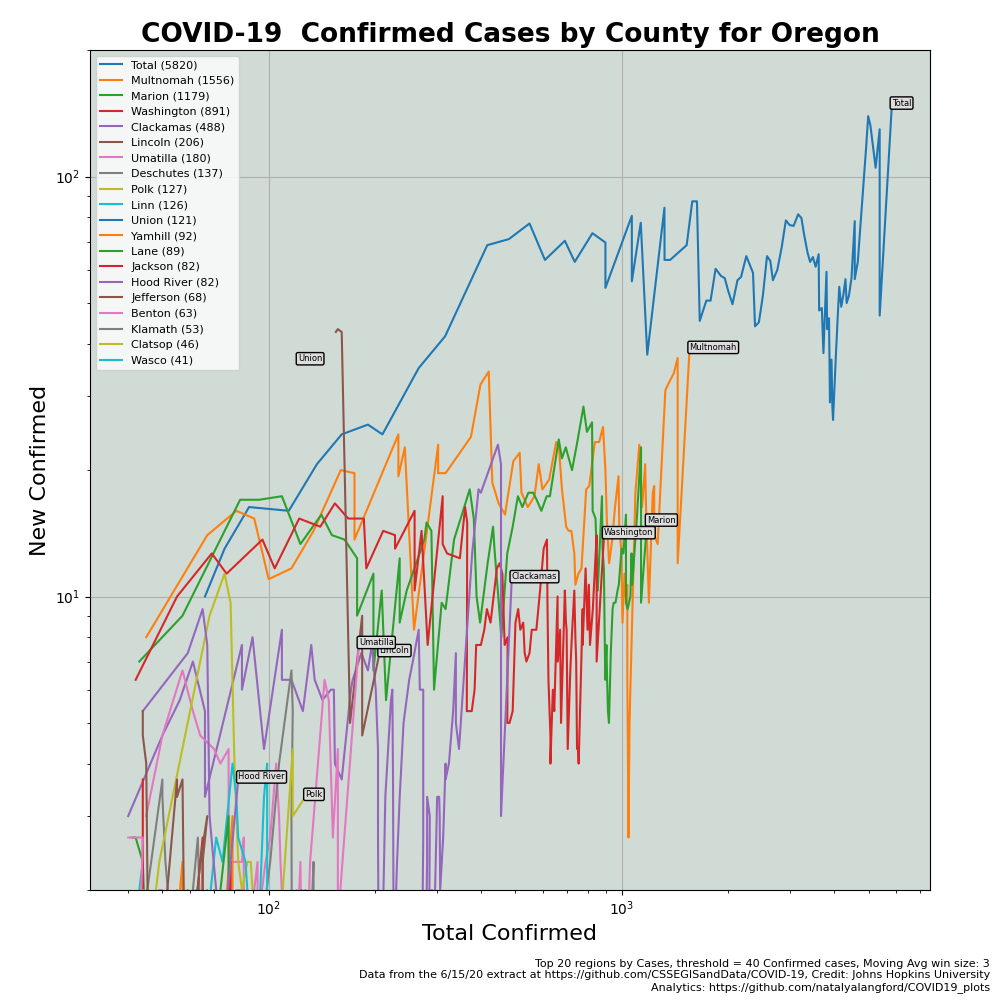 COVID-19  Confirmed Cases by County for Oregon
Total (5820)
Multnomah (1556)
Marion (1179)
Washington (891)
Clackamas (488)
Lincoln (206)
Umatilla (180)
Deschutes (137)
Polk (127)
Linn (126)
Union (121)
Yamhill (92)
Lane (89)
Jackson (82)
Hood River (82)
Jefferson (68)
Benton (63)
Klamath (53)
Clatsop (46)
Wasco (41)
Total
Multnomah
Union
Marion
Washington
Clackamas
Umatilla
Lincoln
Hood River
Polk
10²
10¹
New Confirmed
10² 10³
Total Confirmed
Top 20 regions by Cases, threshold = 40 Confirmed cases, Moving Avg win size: 3
Data from the 6/15/20 extract at https://github.com/CSSEGISandData/COVID-19, Credit: Johns Hopkins University
Analytics: https://github.com/natalyalangford/COVID19_plots